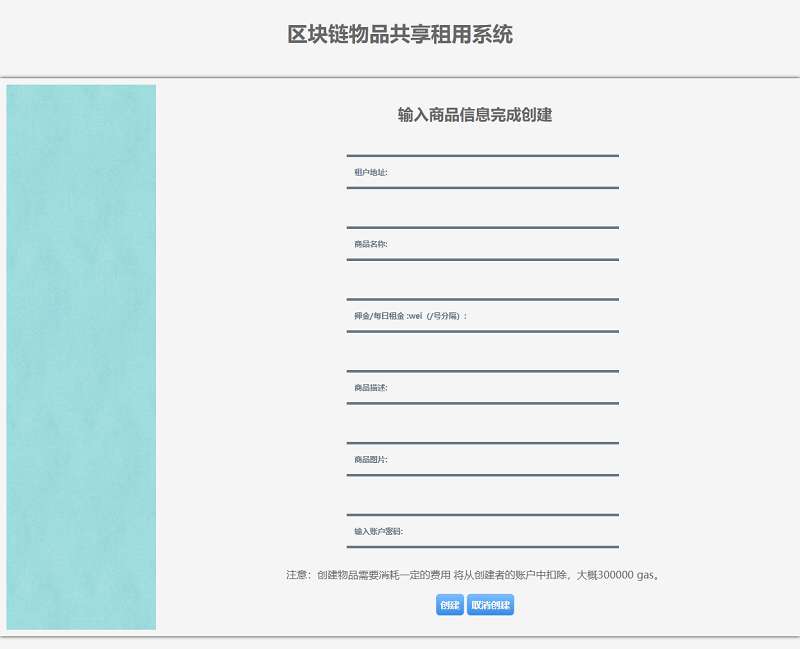 区块链物品共享租用系统
输入商品信息完成创建
租户地址:
商品名称:
押金/每日租金 :wei（/号分隔）:
商品描述:
商品图片:
输入账户密码:
注意：创建物品需要消耗一定的费用 将从创建者的账户中扣除，大概300000 gas。
创建 取消创建